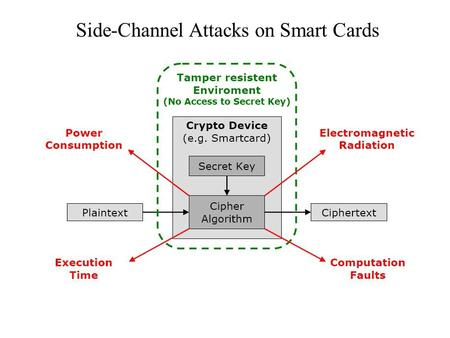 Side-Channel Attacks on Smart Cards
Tamper resistent
Enviroment
(No Access to Secret Key)
Power
Consumption
Crypto Device
(e.g. Smartcard)
Electromagnetic
Radiation
Secret Key
Plaintext
Cipher
Algorithm
Ciphertext
Execution
Time
Computation
Faults